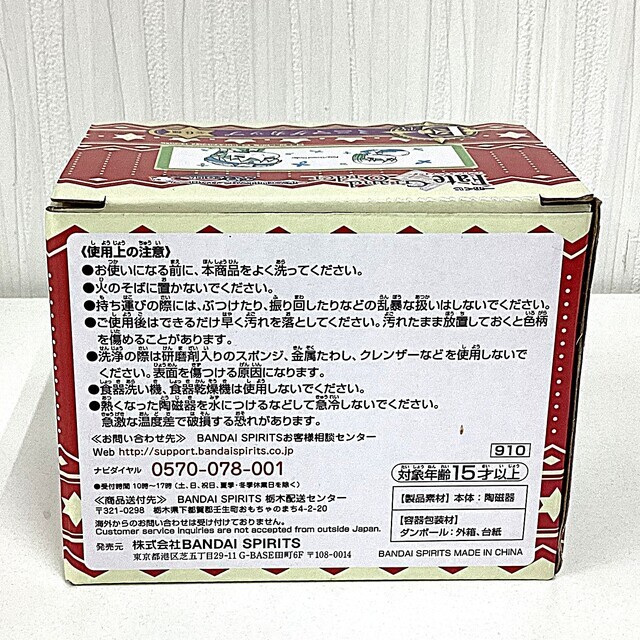 Fate/Grand Order
《使用上の注意》
●お使いになる前に、本商品をよく洗ってください。
●火のそばに置かないでください。
●持ち運びの際には、ぶつけたり、振り回したりなどの乱暴な扱いはしないでください。
●ご使用後はできるだけ早く汚れを落としてください。汚れたまま放置しておくと色柄
を傷めることがあります。
●洗浄の際は研磨剤入りのスポンジ、金属たわし、クレンザーなどを使用しない
でください。表面を傷つける原因になります。
●食器洗い機、食器乾燥機は使用しないでください。
●熱くなった陶磁器を水につけるなどして急冷しないでください。
急激な温度差で破損する恐れがあります。
≪お問い合わせ先≫ BANDAI SPIRITSお客様相談センター
Web http://support.bandaispirits.co.jp
ナビダイヤル 0570-078-001
●受付時間 10時〜17時 (土、日、祝日、夏季・冬季休業日を除く)
≪商品送付先≫ BANDAI SPIRITS 栃木配送センター
〒321-0298 栃木県下都賀郡壬生町おもちゃのまち4-2-20
海外からのお問い合わせは受け付けておりません。
Customer service inquiries are not accepted from outside Japan.
発売元 株式会社BANDAI SPIRITS
東京都港区芝五丁目29-11 G-BASE田町6F 〒108-0014
910
対象年齢15才以上
【製品素材】本体：陶磁器
【容器包装材】
ダンボール：外箱、台紙
BANDAI SPIRITS MADE IN CHINA